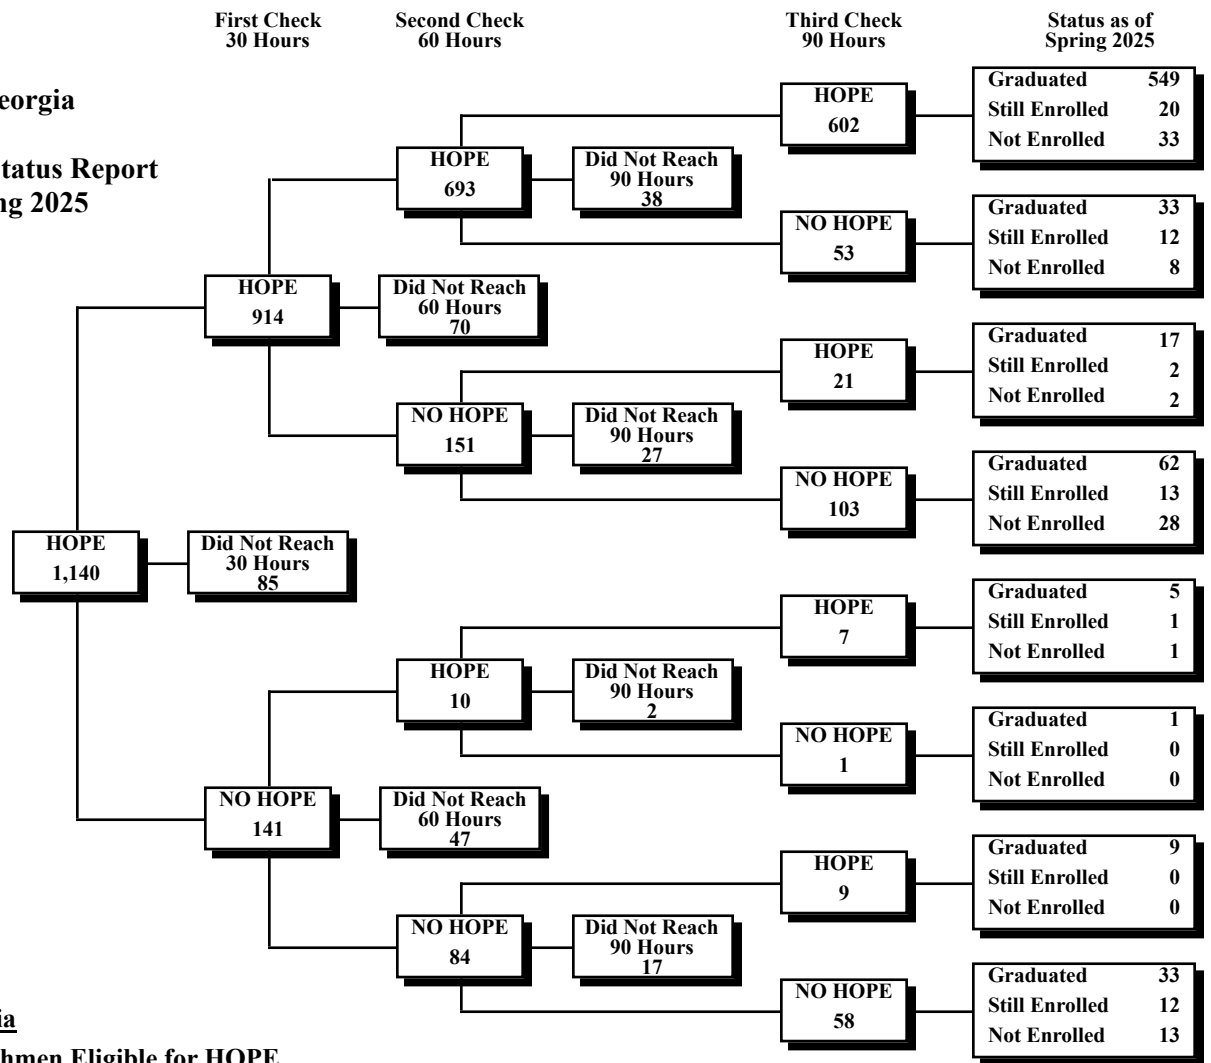 First Check
30 Hours
Second Check
60 Hours
Third Check
90 Hours
Status as of
Spring 2025
eorgia
tatus Report
ng 2025
HOPE
1,140
Did Not Reach
30 Hours
85
HOPE
914
Did Not Reach
60 Hours
70
NO HOPE
141
Did Not Reach
60 Hours
47
HOPE
693
Did Not Reach
90 Hours
38
NO HOPE
151
Did Not Reach
90 Hours
27
HOPE
10
Did Not Reach
90 Hours
2
NO HOPE
84
Did Not Reach
90 Hours
17
HOPE
602
Graduated 549
Still Enrolled 20
Not Enrolled 33
NO HOPE
53
Graduated 33
Still Enrolled 12
Not Enrolled 8
HOPE
21
Graduated 17
Still Enrolled 2
Not Enrolled 2
NO HOPE
103
Graduated 62
Still Enrolled 13
Not Enrolled 28
HOPE
7
Graduated 5
Still Enrolled 1
Not Enrolled 1
NO HOPE
1
Graduated 1
Still Enrolled 0
Not Enrolled 0
HOPE
9
Graduated 9
Still Enrolled 0
Not Enrolled 0
NO HOPE
58
Graduated 33
Still Enrolled 12
Not Enrolled 13
ia
hmen Eligible for HOPE